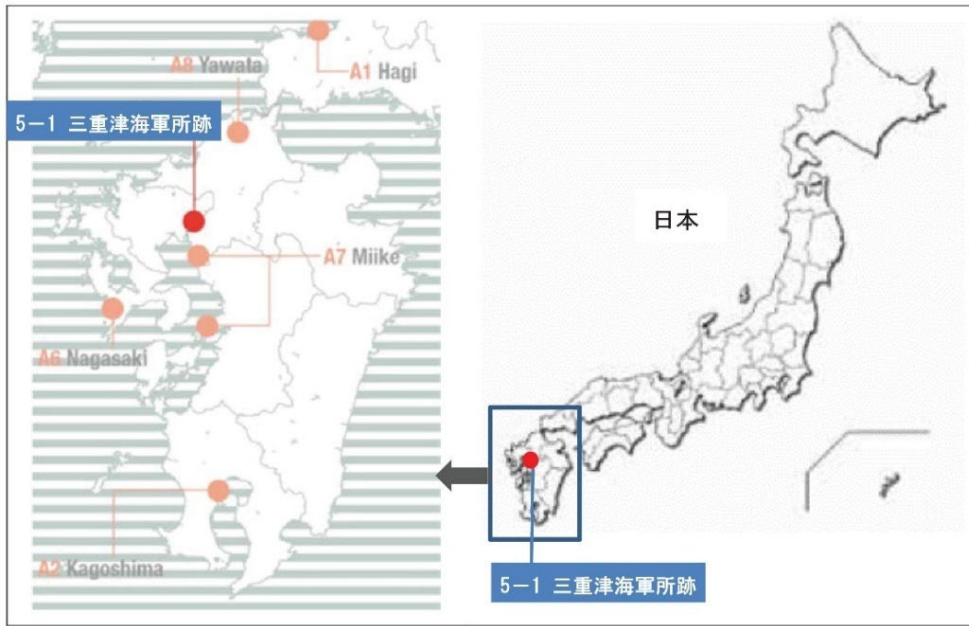 A8 Yawata
A1 Hagi
5−1 三重津海軍所跡
A7 Miike
A6 Nagasaki
A2 Kagoshima
日本
5−1 三重津海軍所跡